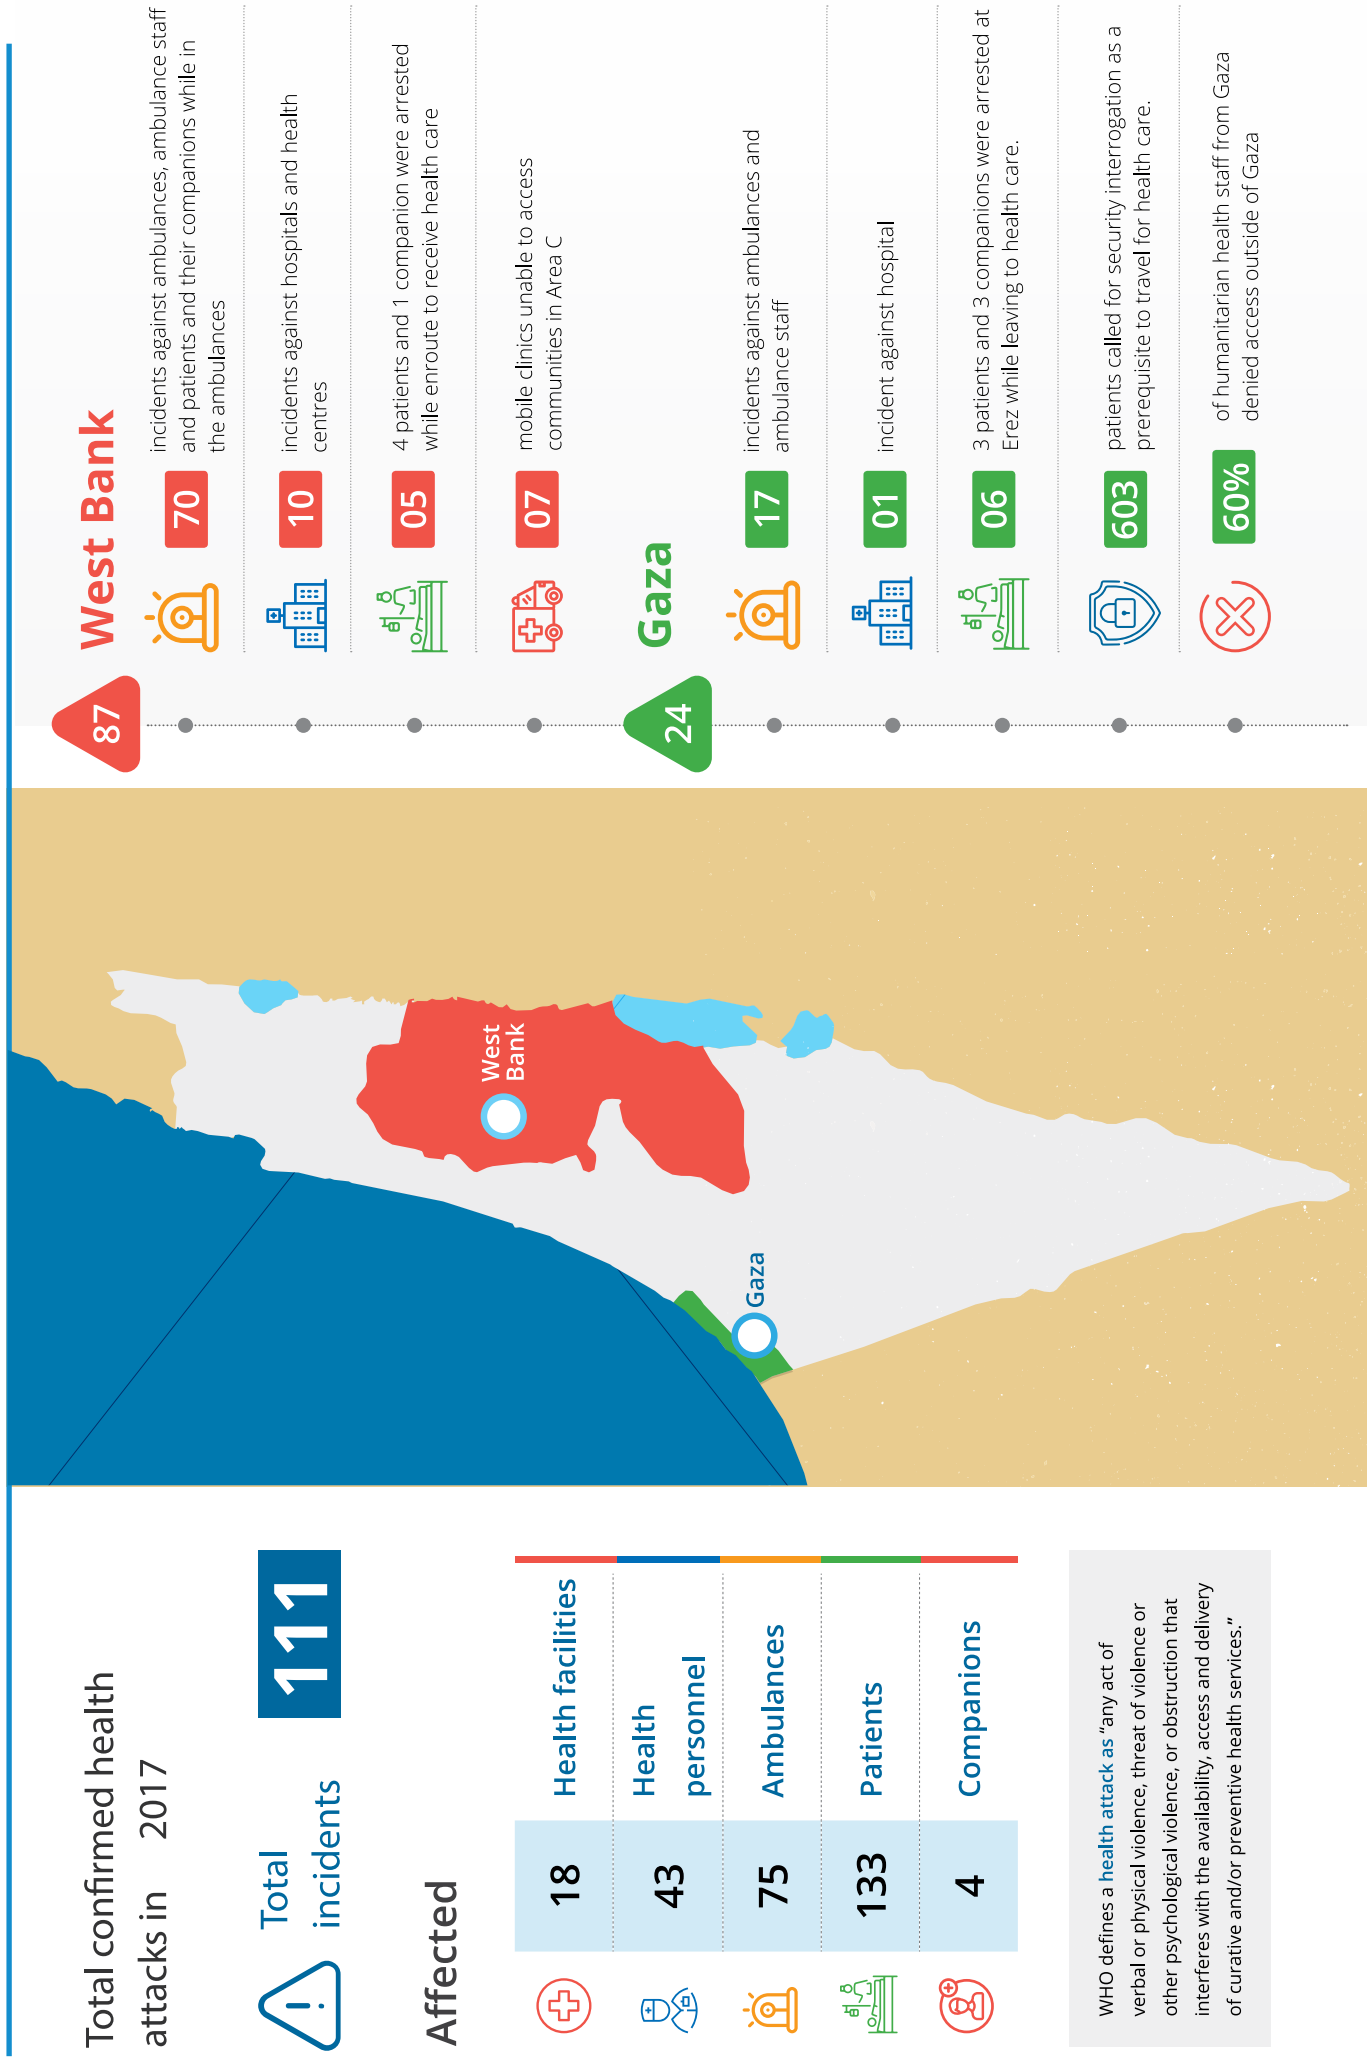 Total confirmed health
attacks in 2017
Total
incidents
111
Affected
18 Health facilities
43 Health
personnel
75 Ambulances
133 Patients
4 Companions
WHO defines a health attack as “any act of
verbal or physical violence, threat of violence or
other psychological violence, or obstruction that
interferes with the availability, access and delivery
of curative and/or preventive health services.”
West
Bank
Gaza
87
West Bank
70 incidents against ambulances, ambulance staff
and patients and their companions while in
the ambulances
10 incidents against hospitals and health
centres
05 4 patients and 1 companion were arrested
while enroute to receive health care
07 mobile clinics unable to access
communities in Area C
24
Gaza
17 incidents against ambulances and
ambulance staff
01 incident against hospital
06 3 patients and 3 companions were arrested at
Erez while leaving to health care.
603 patients called for security interrogation as a
prerequisite to travel for health care.
60% of humanitarian health staff from Gaza
denied access outside of Gaza